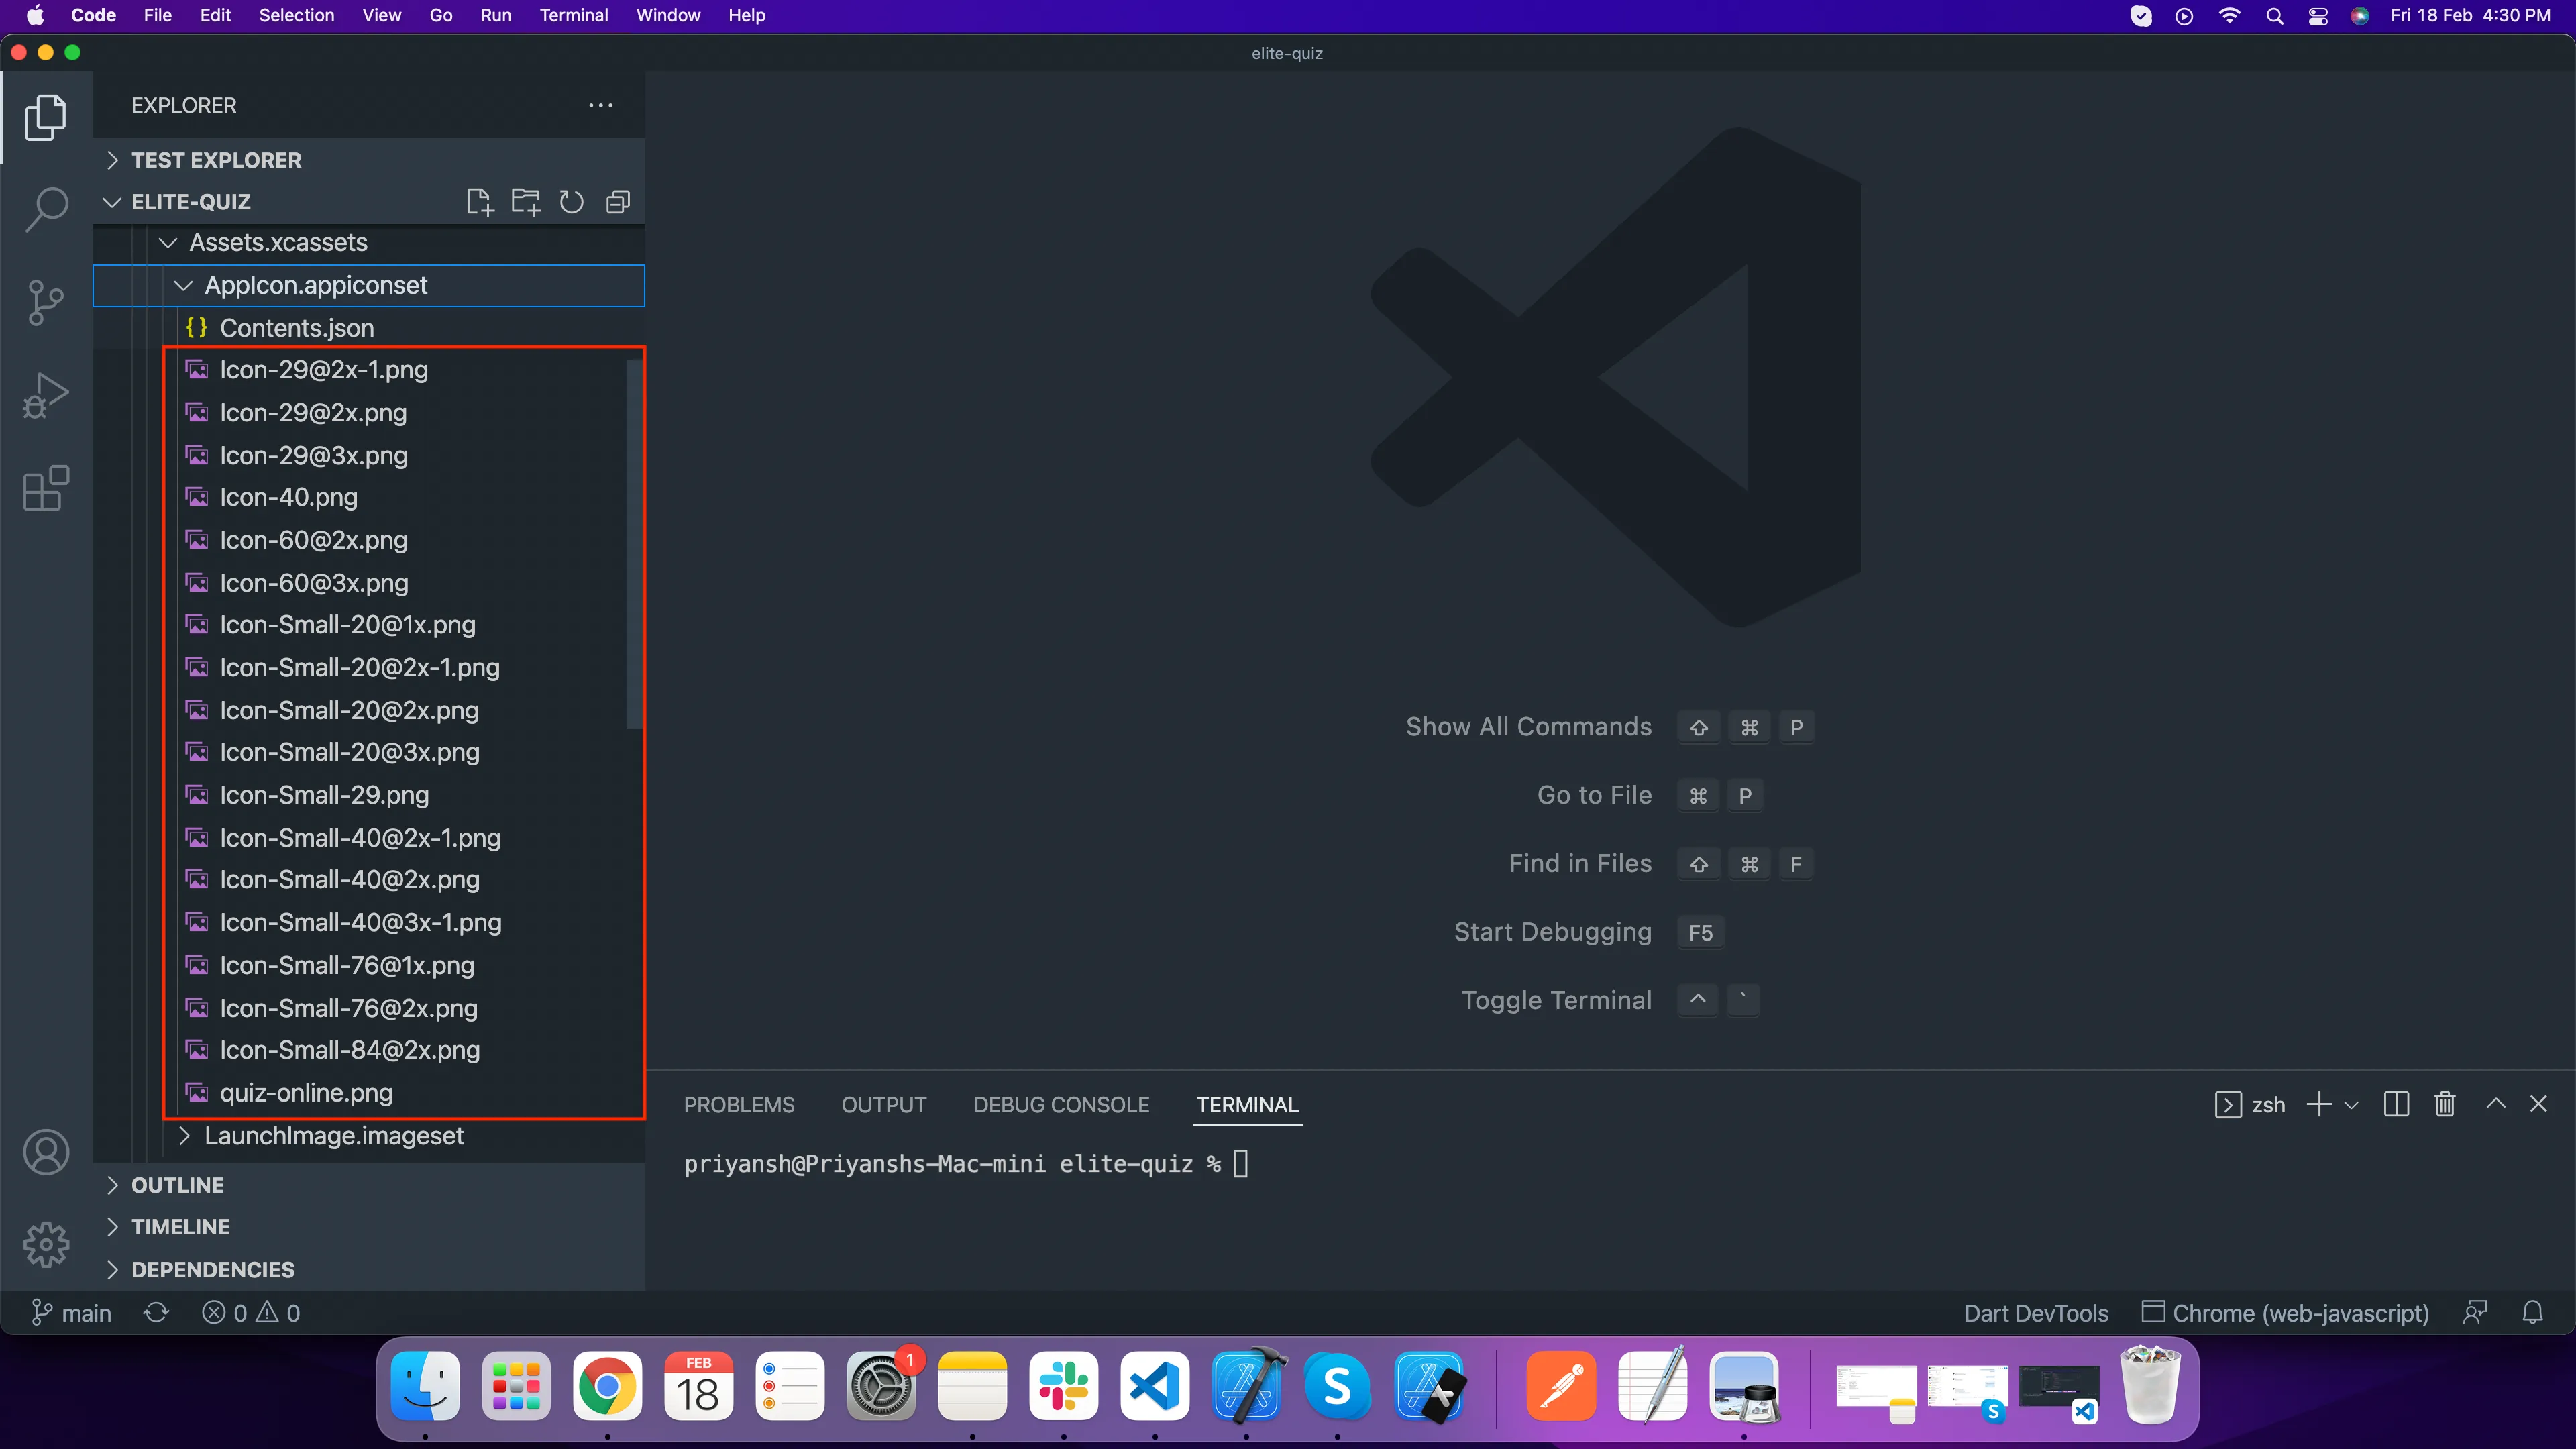 Code File Edit Selection View Go Run Terminal Window Help Fri 18 Feb 4:30 PM
elite-quiz
EXPLORER
TEST EXPLORER
ELITE-QUIZ
Assets.xcassets
AppIcon.appiconset
{} Contents.json
Icon-29@2x-1.png
Icon-29@2x.png
Icon-29@3x.png
Icon-40.png
Icon-60@2x.png
Icon-60@3x.png
Icon-Small-20@1x.png
Icon-Small-20@2x-1.png
Icon-Small-20@2x.png
Icon-Small-20@3x.png
Icon-Small-29.png
Icon-Small-40@2x-1.png
Icon-Small-40@2x.png
Icon-Small-40@3x-1.png
Icon-Small-76@1x.png
Icon-Small-76@2x.png
Icon-Small-84@2x.png
quiz-online.png
LaunchImage.imageset
OUTLINE
TIMELINE
DEPENDENCIES
Show All Commands ⇧ ⌘ P
Go to File ⌘ P
Find in Files ⇧ ⌘ F
Start Debugging F5
Toggle Terminal ^ `
PROBLEMS OUTPUT DEBUG CONSOLE TERMINAL zsh
priyansh@Priyanshs-Mac-mini elite-quiz %
main 0 0 Dart DevTools Chrome (web-javascript)
FEB
18
1
S
S